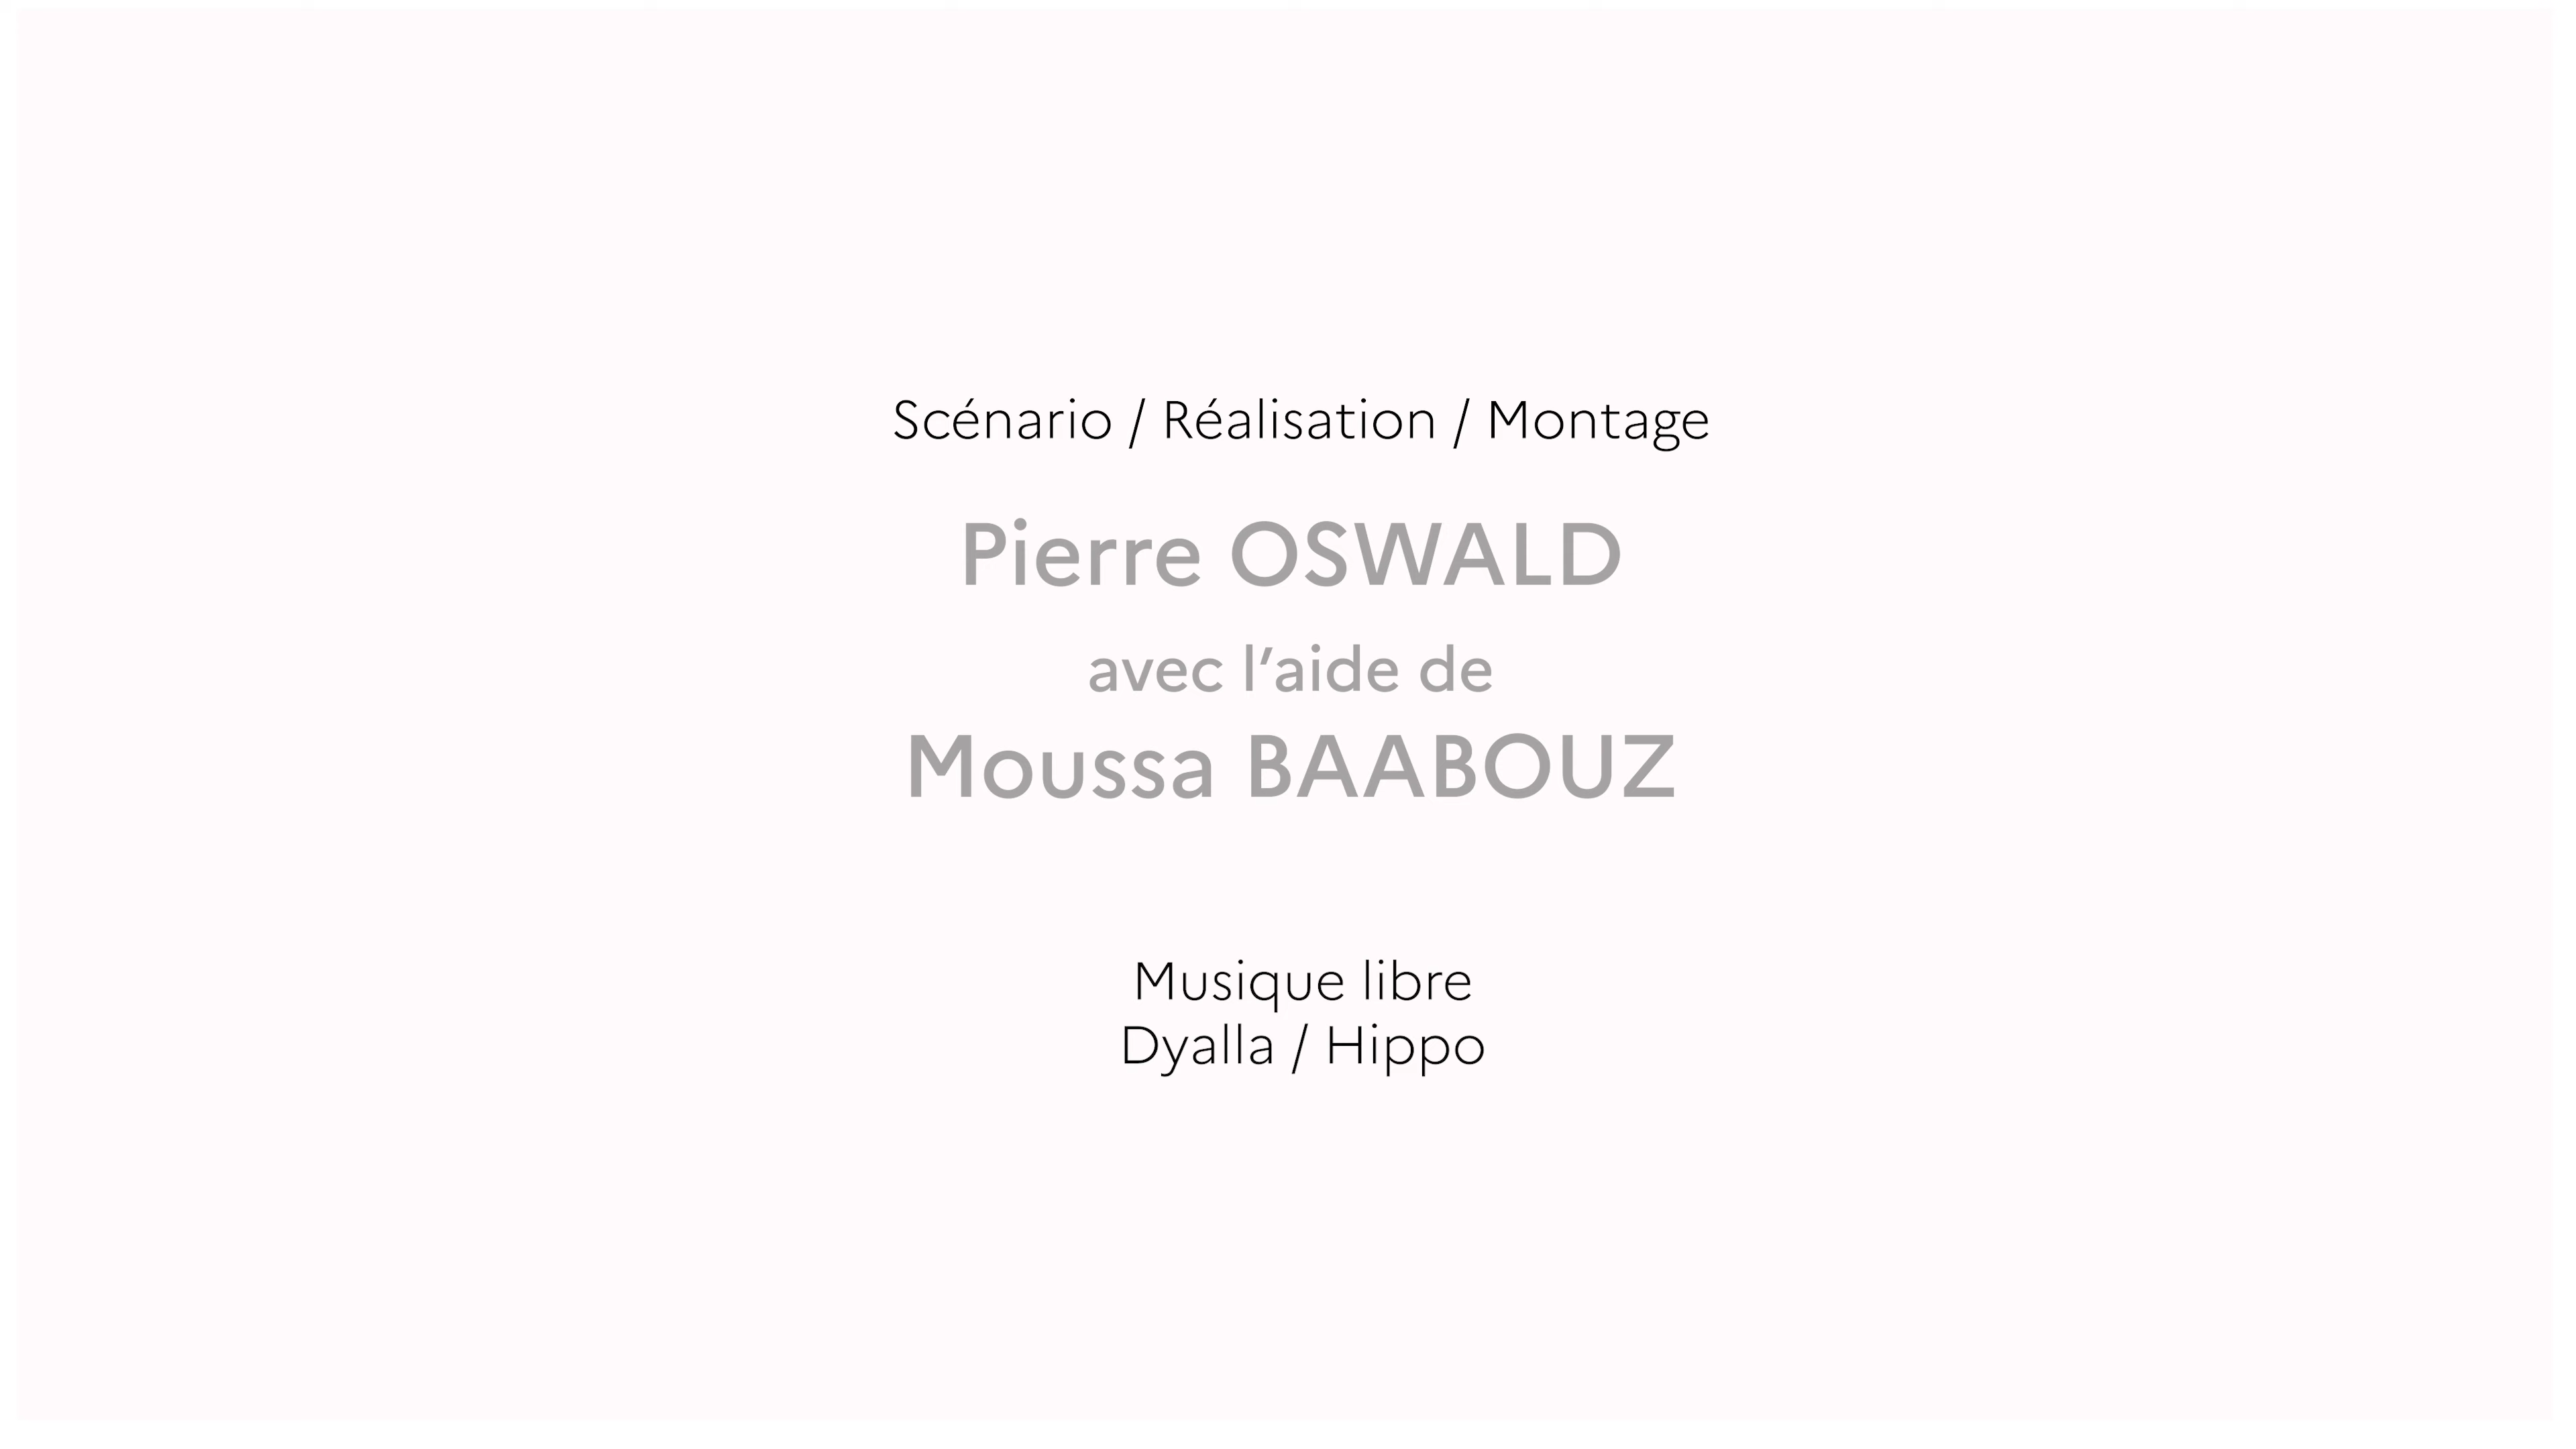 Scénario / Réalisation / Montage
Pierre OSWALD
avec l’aide de
Moussa BAABOUZ
Musique libre
Dyalla / Hippo